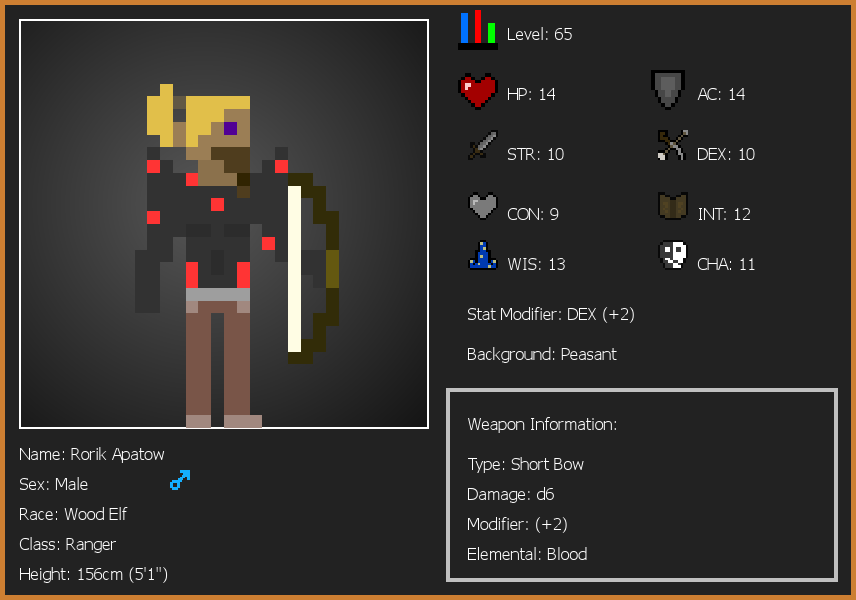 Level: 65
HP: 14
AC: 14
STR: 10
DEX: 10
CON: 9
INT: 12
WIS: 13
CHA: 11
Stat Modifier: DEX (+2)
Background: Peasant
Weapon Information:
Type: Short Bow
Damage: d6
Modifier: (+2)
Elemental: Blood
Name: Rorik Apatow
Sex: Male
Race: Wood Elf
Class: Ranger
Height: 156cm (5'1")